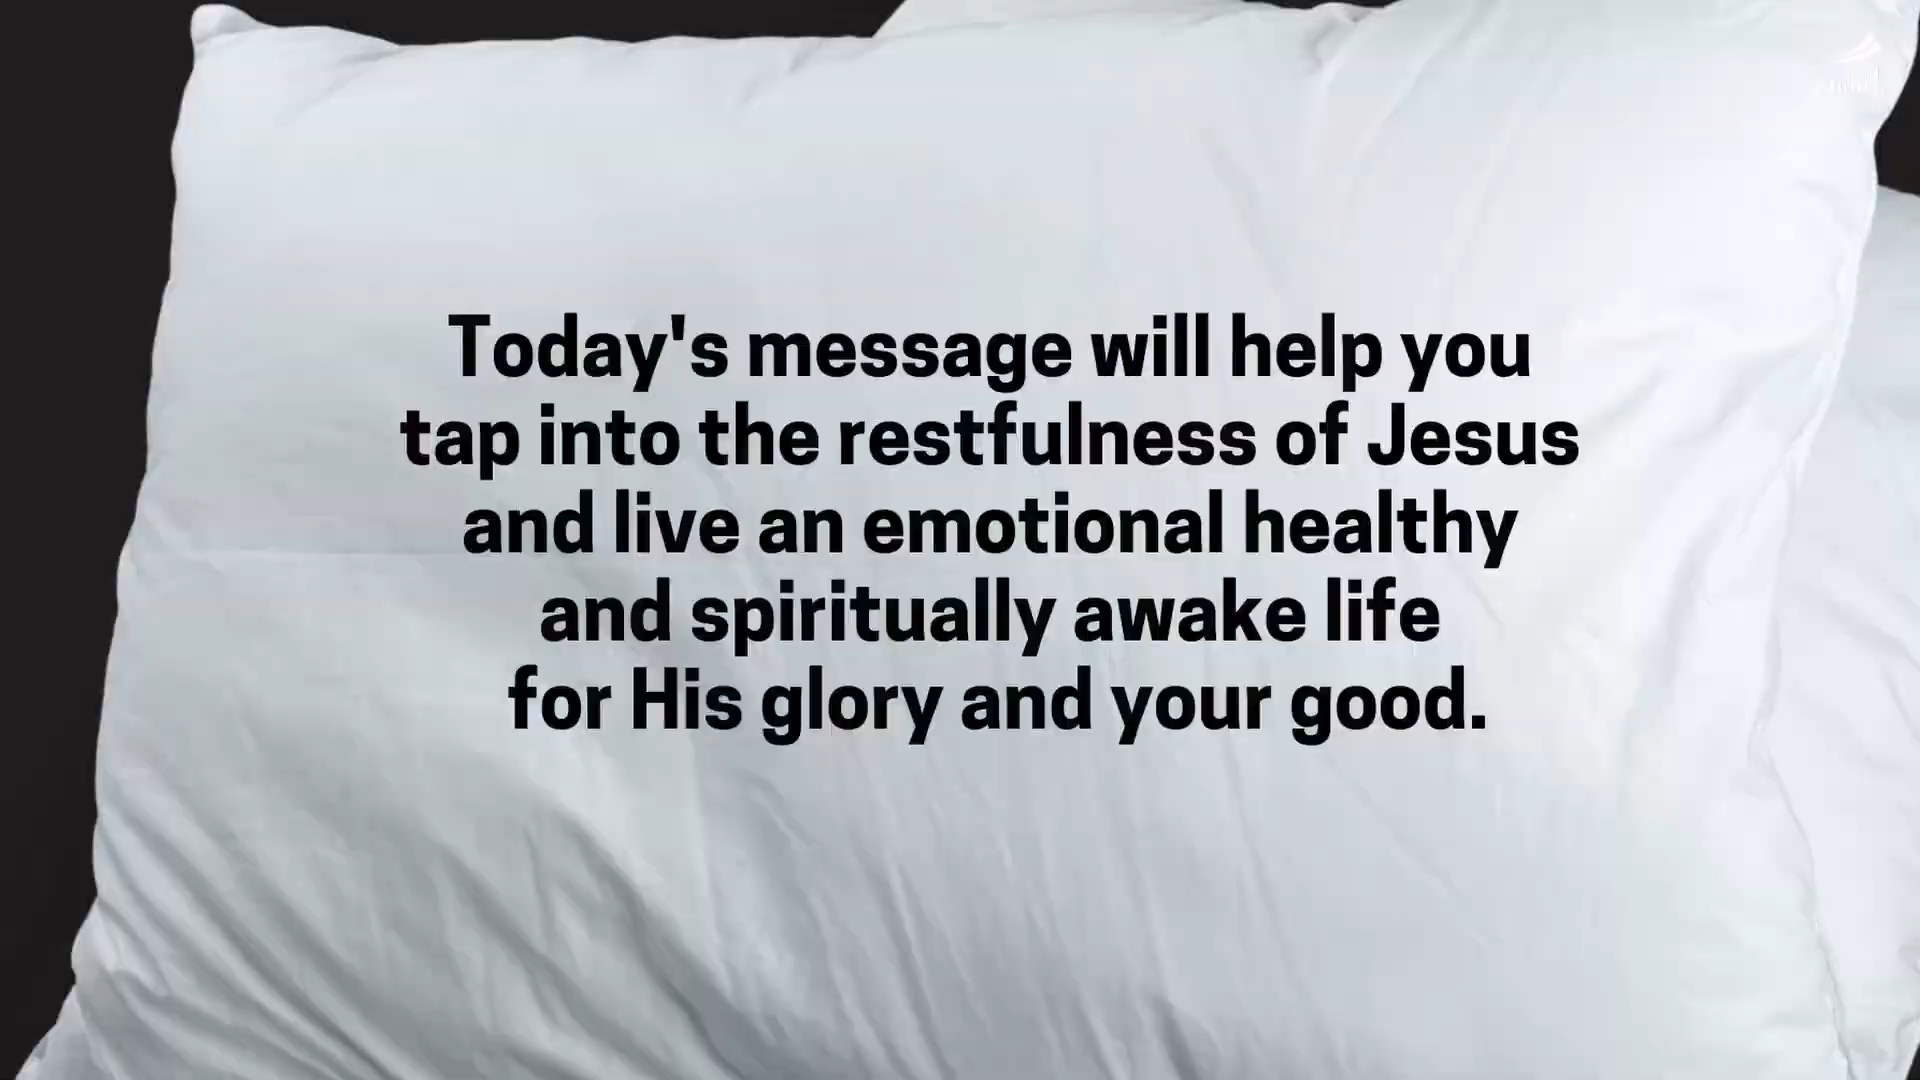 Today's message will help you
tap into the restfulness of Jesus
and live an emotional healthy
and spiritually awake life
for His glory and your good.